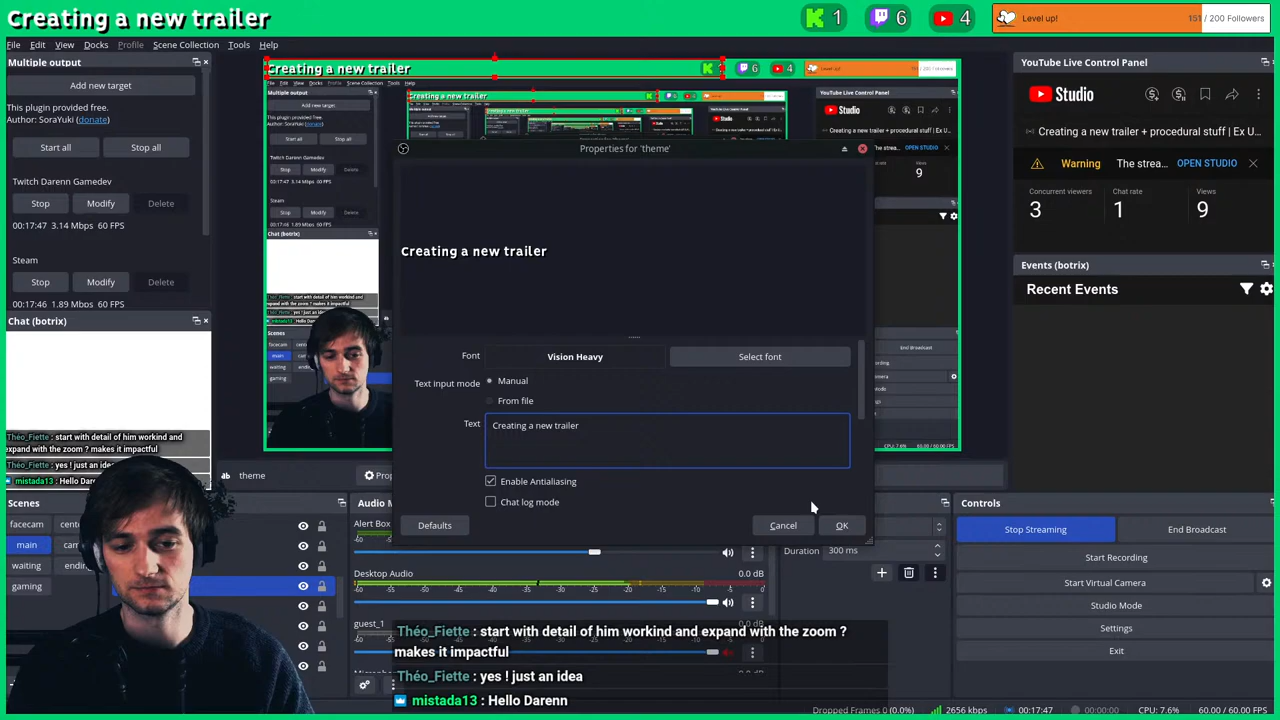 Creating a new trailer
1
6
4
Level up!
151 / 200 Followers
File Edit View Docks Profile Scene Collection Tools Help
Multiple output
Add new target
This plugin provided free.
Author: SoraYuki (donate)
Start all
Stop all
Twitch Darenn Gamedev
Stop
Modify
Delete
00:17:47 3.14 Mbps 60 FPS
Steam
Stop
Modify
Delete
00:17:46 1.89 Mbps 60 FPS
Chat (botrix)
Théo_Fiette : start with detail of him workind and
expand with the zoom ? makes it impactful
Théo_Fiette : yes ! just an idea
Scenes
facecam
main
waiting
gaming
Creating a new trailer
Properties for 'theme'
Creating a new trailer
Font
Vision Heavy
Select font
Text input mode
Manual
From file
Text
Creating a new trailer
Enable Antialiasing
Chat log mode
Defaults
Cancel
OK
theme
Duration
300 ms
Desktop Audio
0.0 dB
guest_1
Théo_Fiette : start with detail of him workind and expand with the zoom ?
makes it impactful
Théo_Fiette : yes ! just an idea
mistada13 : Hello Darenn
YouTube Live Control Panel
Studio
Creating a new trailer + procedural stuff | Ex U
Warning
The strea...
OPEN STUDIO
Concurrent viewers
3
Chat rate
1
Views
9
Events (botrix)
Recent Events
Controls
Stop Streaming
End Broadcast
Start Recording
Start Virtual Camera
Studio Mode
Settings
Exit
Dropped Frames 0 (0.0%)
2656 kbps
00:17:47
00:00:00
CPU: 7.6%
60.00 / 60.00 FPS